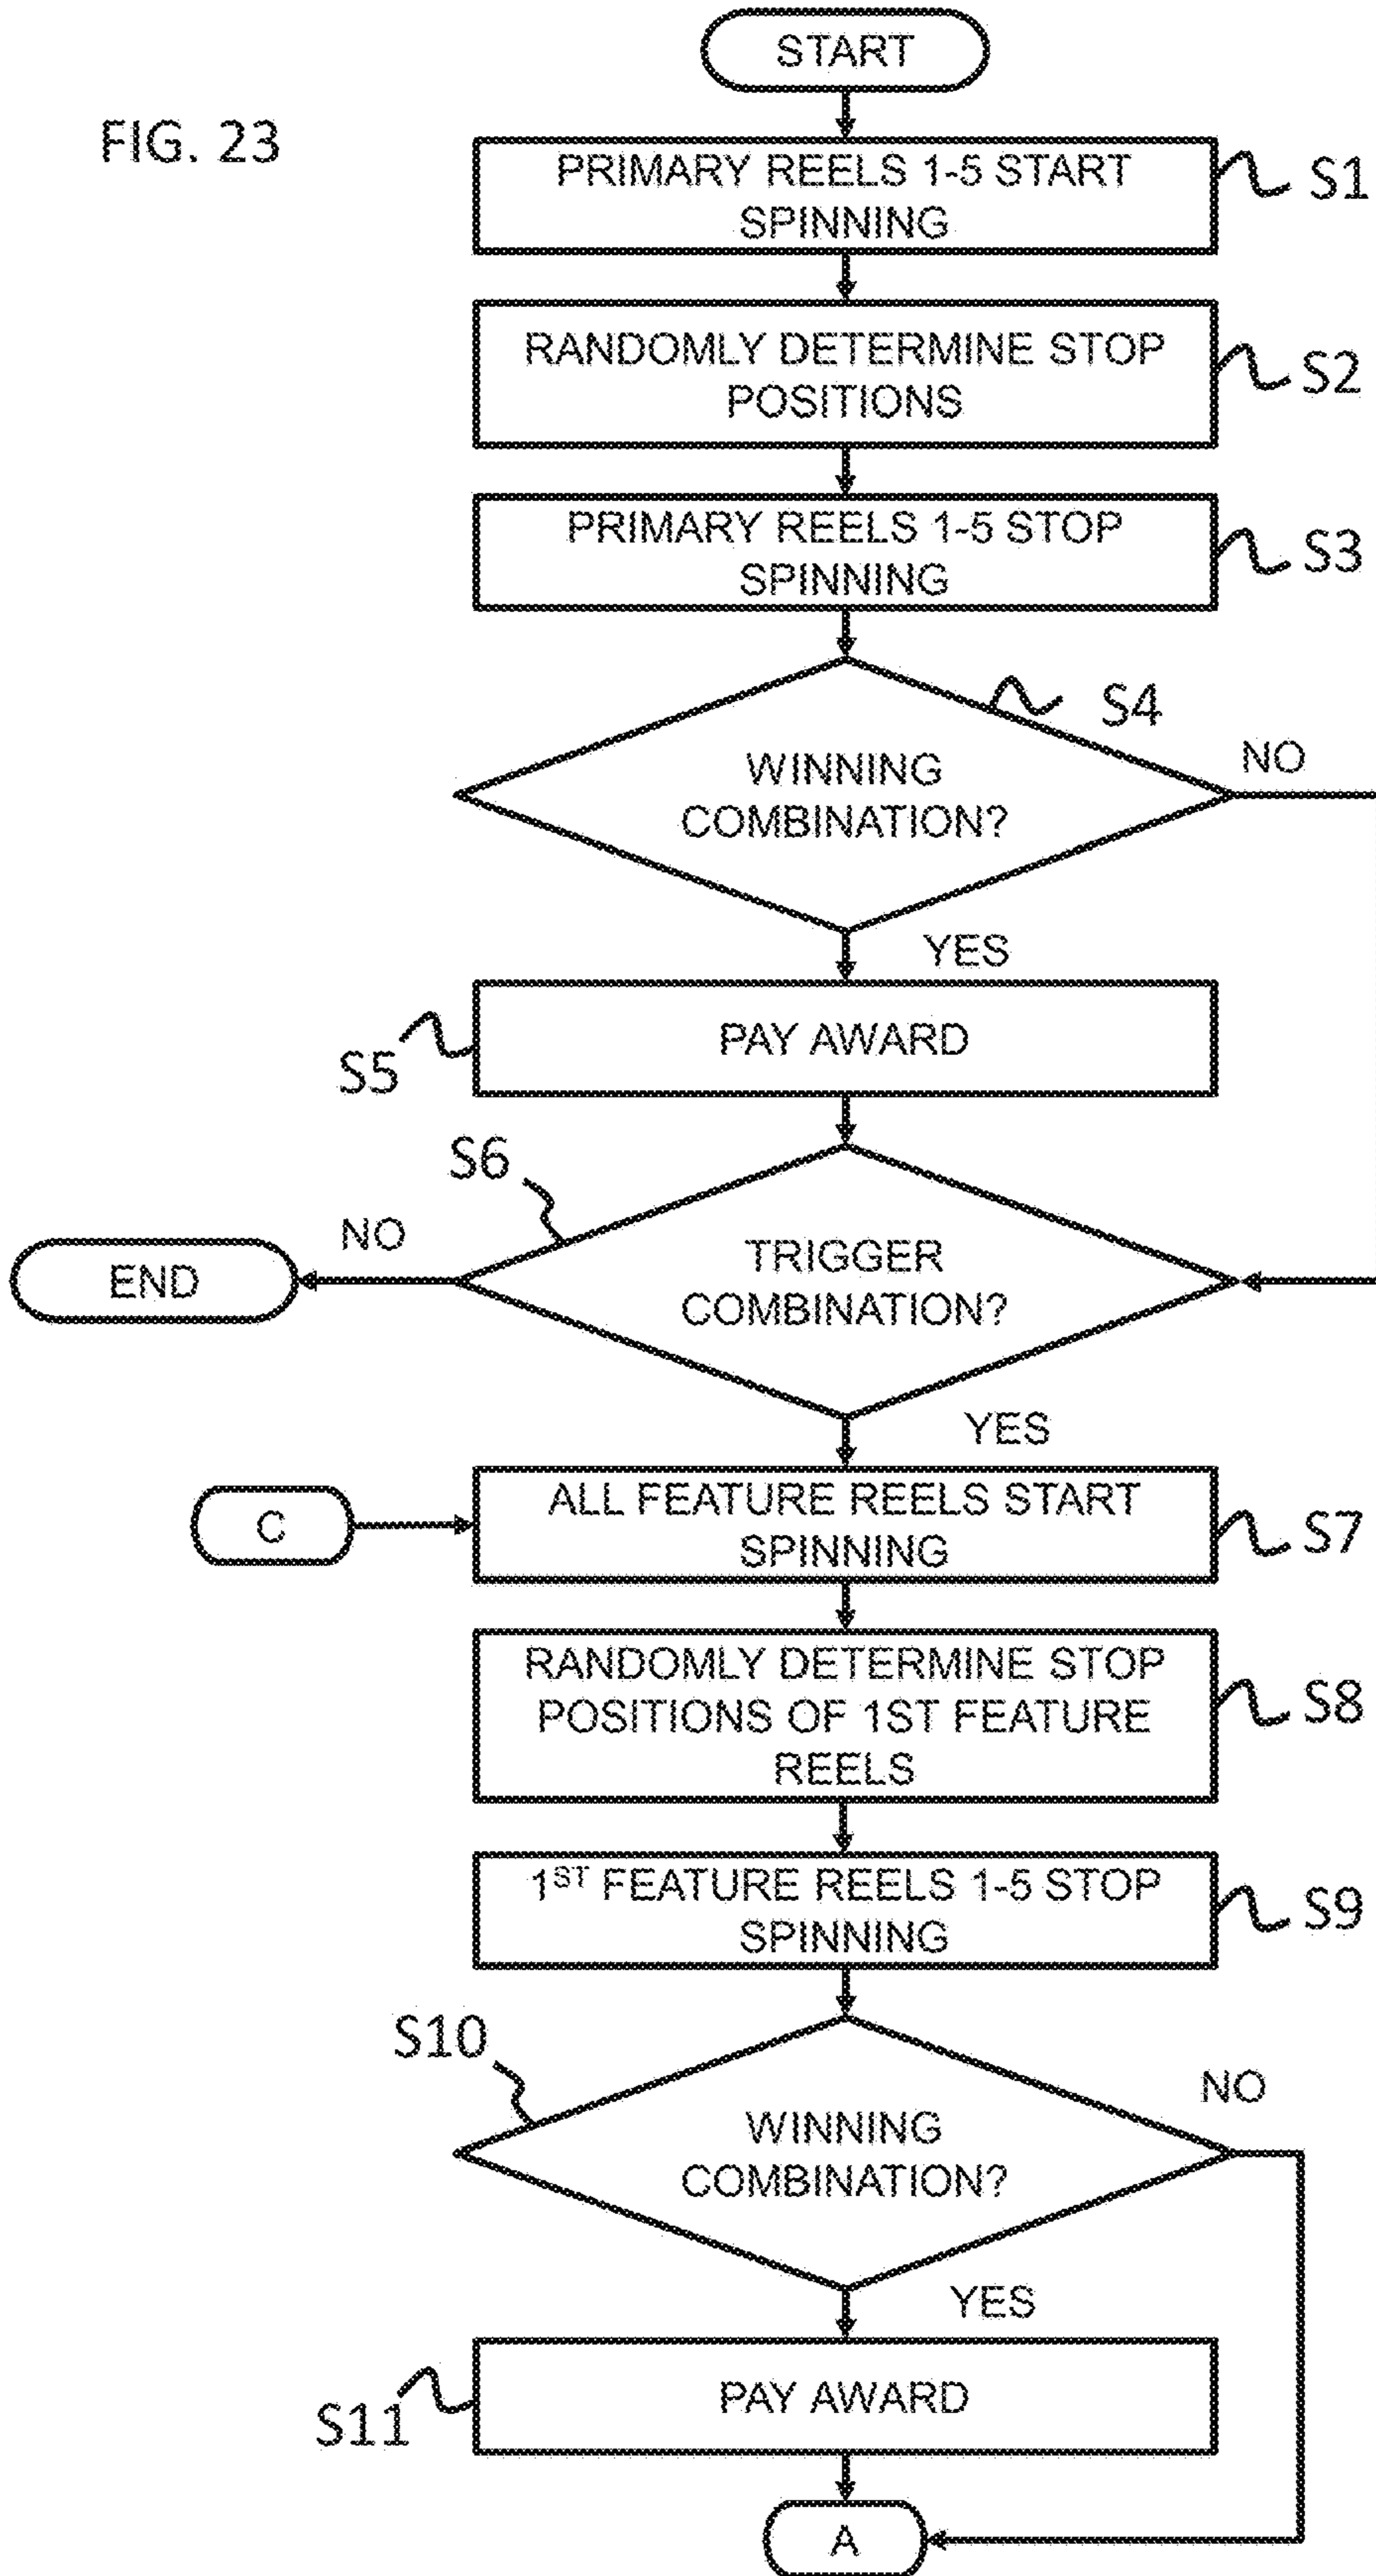 START
FIG. 23
PRIMARY REELS 1-5 START
SPINNING
S1
RANDOMLY DETERMINE STOP
POSITIONS
S2
PRIMARY REELS 1-5 STOP
SPINNING
S3
S4
WINNING
COMBINATION?
NO
YES
PAY AWARD
S5
S6
TRIGGER
COMBINATION?
NO
END
YES
C
ALL FEATURE REELS START
SPINNING
S7
RANDOMLY DETERMINE STOP
POSITIONS OF 1ST FEATURE
REELS
S8
1ST FEATURE REELS 1-5 STOP
SPINNING
S9
S10
WINNING
COMBINATION?
NO
YES
PAY AWARD
S11
A